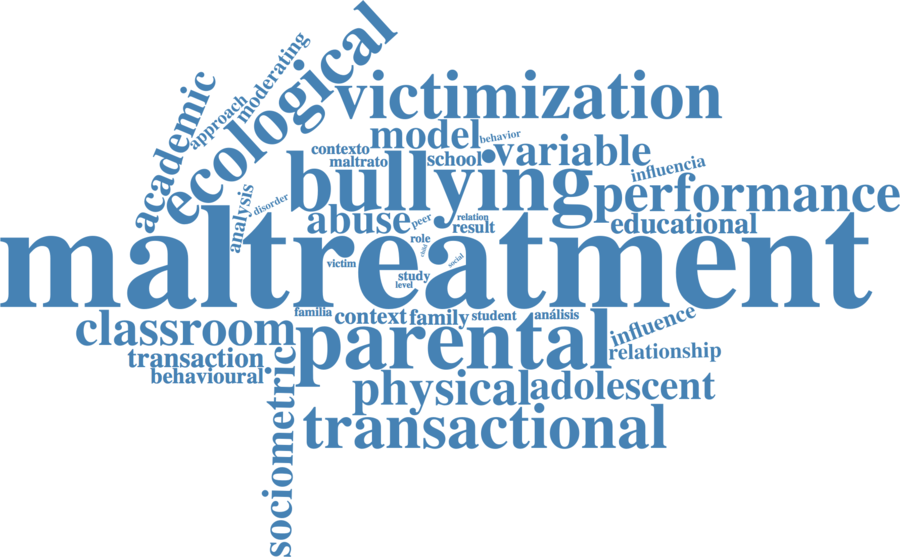 ecological
moderating
approach
academic
victimization
model
behavior
contexto
maltrato
school
variable
influencia
bullying
performance
analysis
disorder
abuse
peer
relation
result
educational
maltreatment
role
child
social
victim
study
level
familia
context
family
student
análisis
influence
classroom
parental
relationship
transaction
behavioural
physical
adolescent
sociometric
transactional